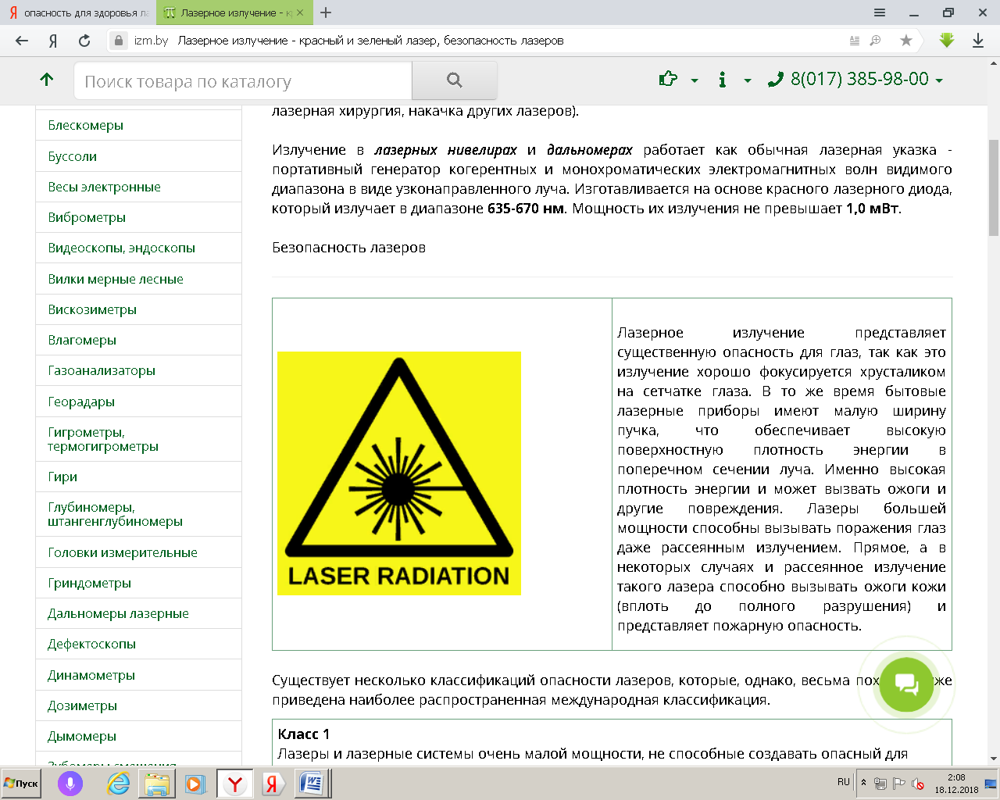 опасность для здоровья ла
Лазерное излучение - кр
izm.by Лазерное излучение - красный и зеленый лазер, безопасность лазеров
Поиск товара по каталогу
8(017) 385-98-00
Блескомеры
Буссоли
Весы электронные
Виброметры
Видеоскопы, эндоскопы
Вилки мерные лесные
Вискозиметры
Влагомеры
Газоанализаторы
Георадары
Гигрометры,
термогигрометры
Гири
Глубиномеры,
штангенглубиномеры
Головки измерительные
Гриндометры
Дальномеры лазерные
Дефектоскопы
Динамометры
Дозиметры
Дымомеры
Зубомеры смещения
лазерная хирургия, накачка других лазеров).
Излучение в лазерных нивелирах и дальномерах работает как обычная лазерная указка -
портативный генератор когерентных и монохроматических электромагнитных волн видимого
диапазона в виде узконаправленного луча. Изготавливается на основе красного лазерного диода,
который излучает в диапазоне 635-670 нм. Мощность их излучения не превышает 1,0 мВт.
Безопасность лазеров
LASER RADIATION
Лазерное излучение представляет
существенную опасность для глаз, так как это
излучение хорошо фокусируется хрусталиком
на сетчатке глаза. В то же время бытовые
лазерные приборы имеют малую ширину
пучка, что обеспечивает высокую
поверхностную плотность энергии в
поперечном сечении луча. Именно высокая
плотность энергии и может вызвать ожоги и
другие повреждения. Лазеры большей
мощности способны вызывать поражения глаз
даже рассеянным излучением. Прямое, а в
некоторых случаях и рассеянное излучение
такого лазера способно вызывать ожоги кожи
(вплоть до полного разрушения) и
представляет пожарную опасность.
Существует несколько классификаций опасности лазеров, которые, однако, весьма пох же
приведена наиболее распространенная международная классификация.
Класс 1
Лазеры и лазерные системы очень малой мощности, не способные создавать опасный для
Пуск
RU
2:08
18.12.2018